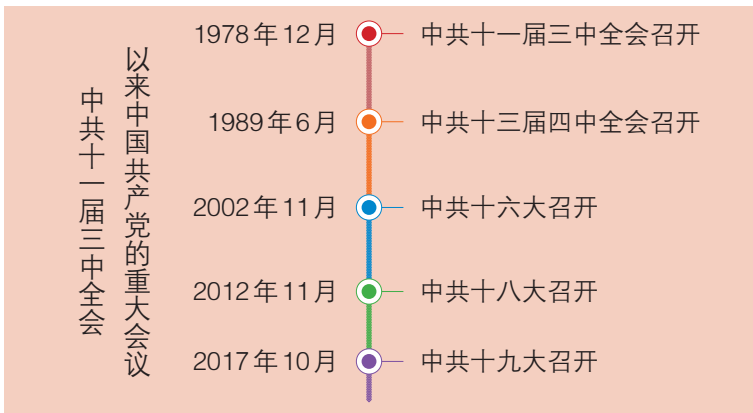 中共十一届三中全会
以来中国共产党的重大会议
1978年12月 中共十一届三中全会召开
1989年6月 中共十三届四中全会召开
2002年11月 中共十六大召开
2012年11月 中共十八大召开
2017年10月 中共十九大召开